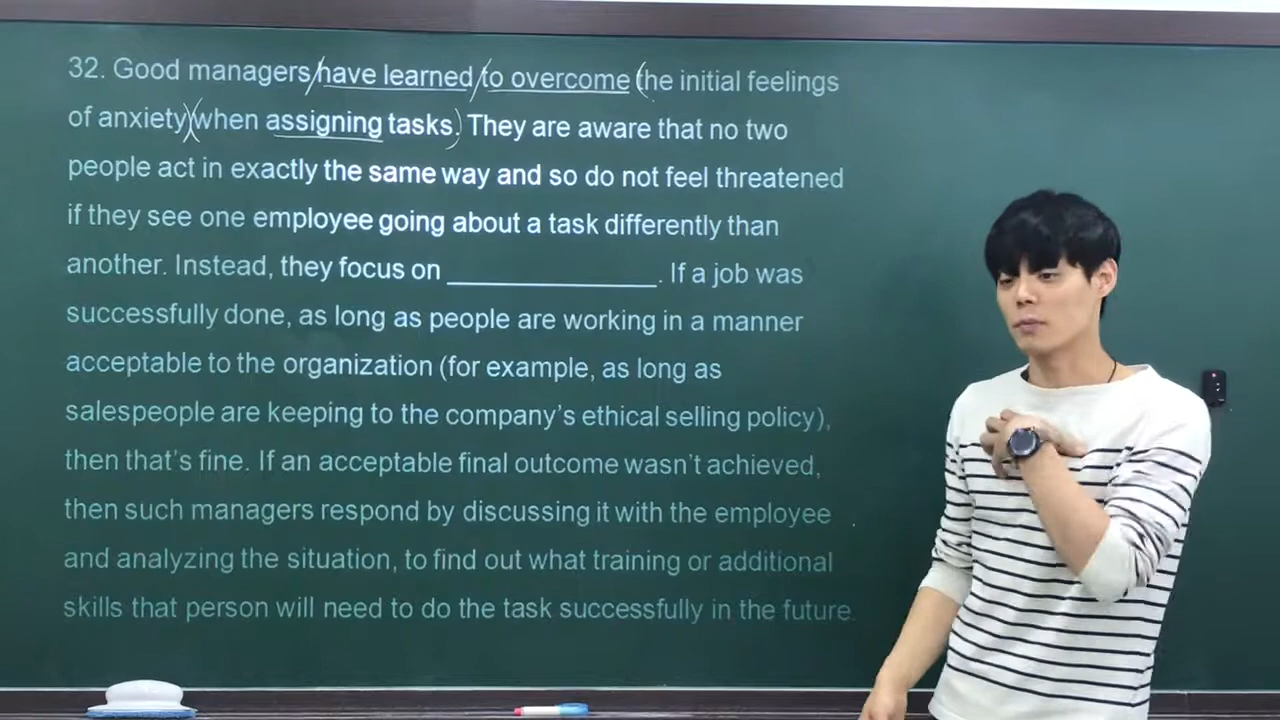 32. Good managers have learned to overcome the initial feelings
of anxiety when assigning tasks. They are aware that no two
people act in exactly the same way and so do not feel threatened
if they see one employee going about a task differently than
another. Instead, they focus on ______________. If a job was
successfully done, as long as people are working in a manner
acceptable to the organization (for example, as long as
salespeople are keeping to the company's ethical selling policy),
then that's fine. If an acceptable final outcome wasn't achieved,
then such managers respond by discussing it with the employee
and analyzing the situation, to find out what training or additional
skills that person will need to do the task successfully in the future.